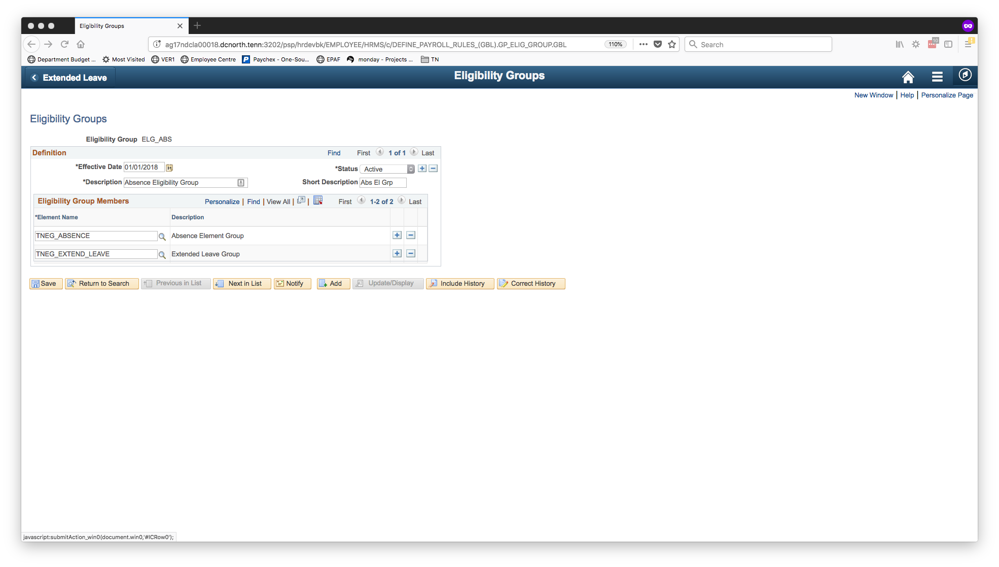 Eligibility Groups
ag17ndcla00018.dcnorth.tenn:3202/psp/hrdevbk/EMPLOYEE/HRMS/c/DEFINE_PAYROLL_RULES_(GBL).GP_ELIG_GROUP.GBL 110% Search 10
Department Budget ... Most Visited VER1 Employee Centre Paychex - One-Sou... EPAF monday - Projects ... TN
Extended Leave Eligibility Groups
New Window | Help | Personalize Page
Eligibility Groups
Eligibility Group ELG_ABS
Definition Find First 1 of 1 Last
*Effective Date 01/01/2018 31 *Status Active
*Description Absence Eligibility Group Short Description Abs El Grp
Eligibility Group Members Personalize | Find | View All | | First 1-2 of 2 Last
*Element Name Description
TNEG_ABSENCE Absence Element Group
TNEG_EXTEND_LEAVE Extended Leave Group
Save Return to Search Previous in List Next in List Notify Add Update/Display Include History Correct History
javascript:submitAction_win0(document.win0,'#ICRow0');